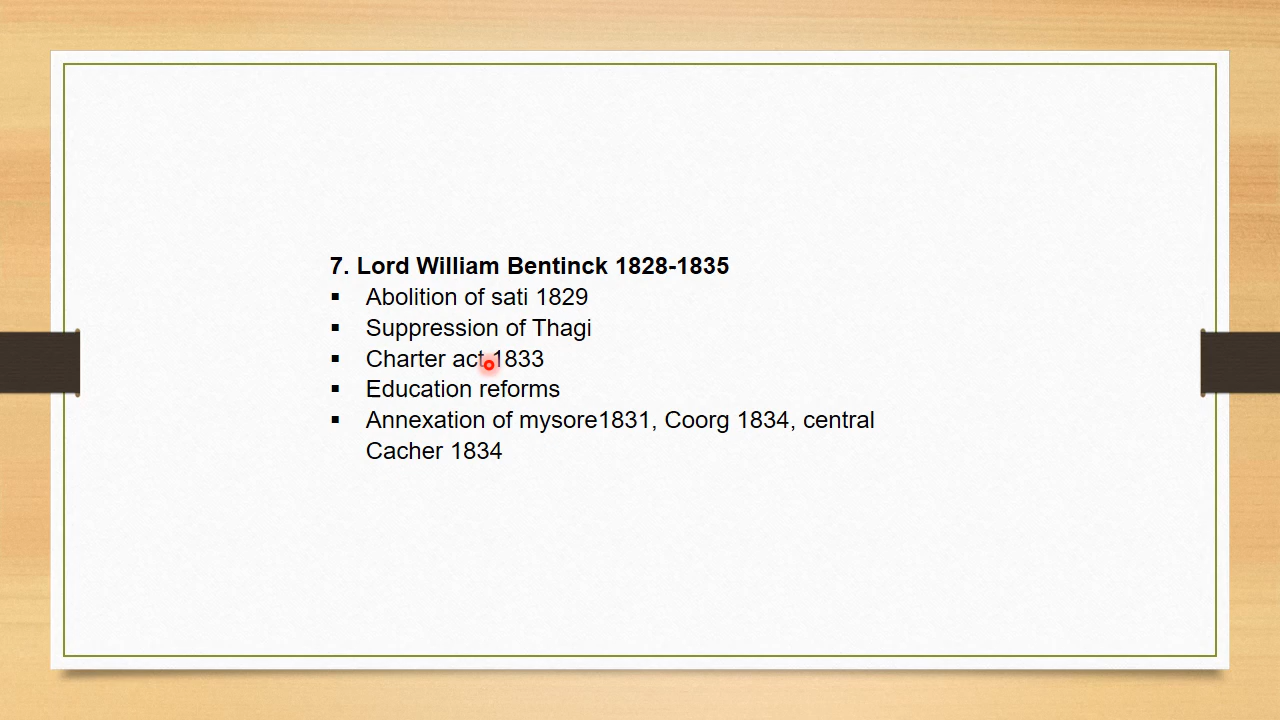 7. Lord William Bentinck 1828-1835
▪ Abolition of sati 1829
▪ Suppression of Thagi
▪ Charter act 1833
▪ Education reforms
▪ Annexation of mysore1831, Coorg 1834, central
Cacher 1834